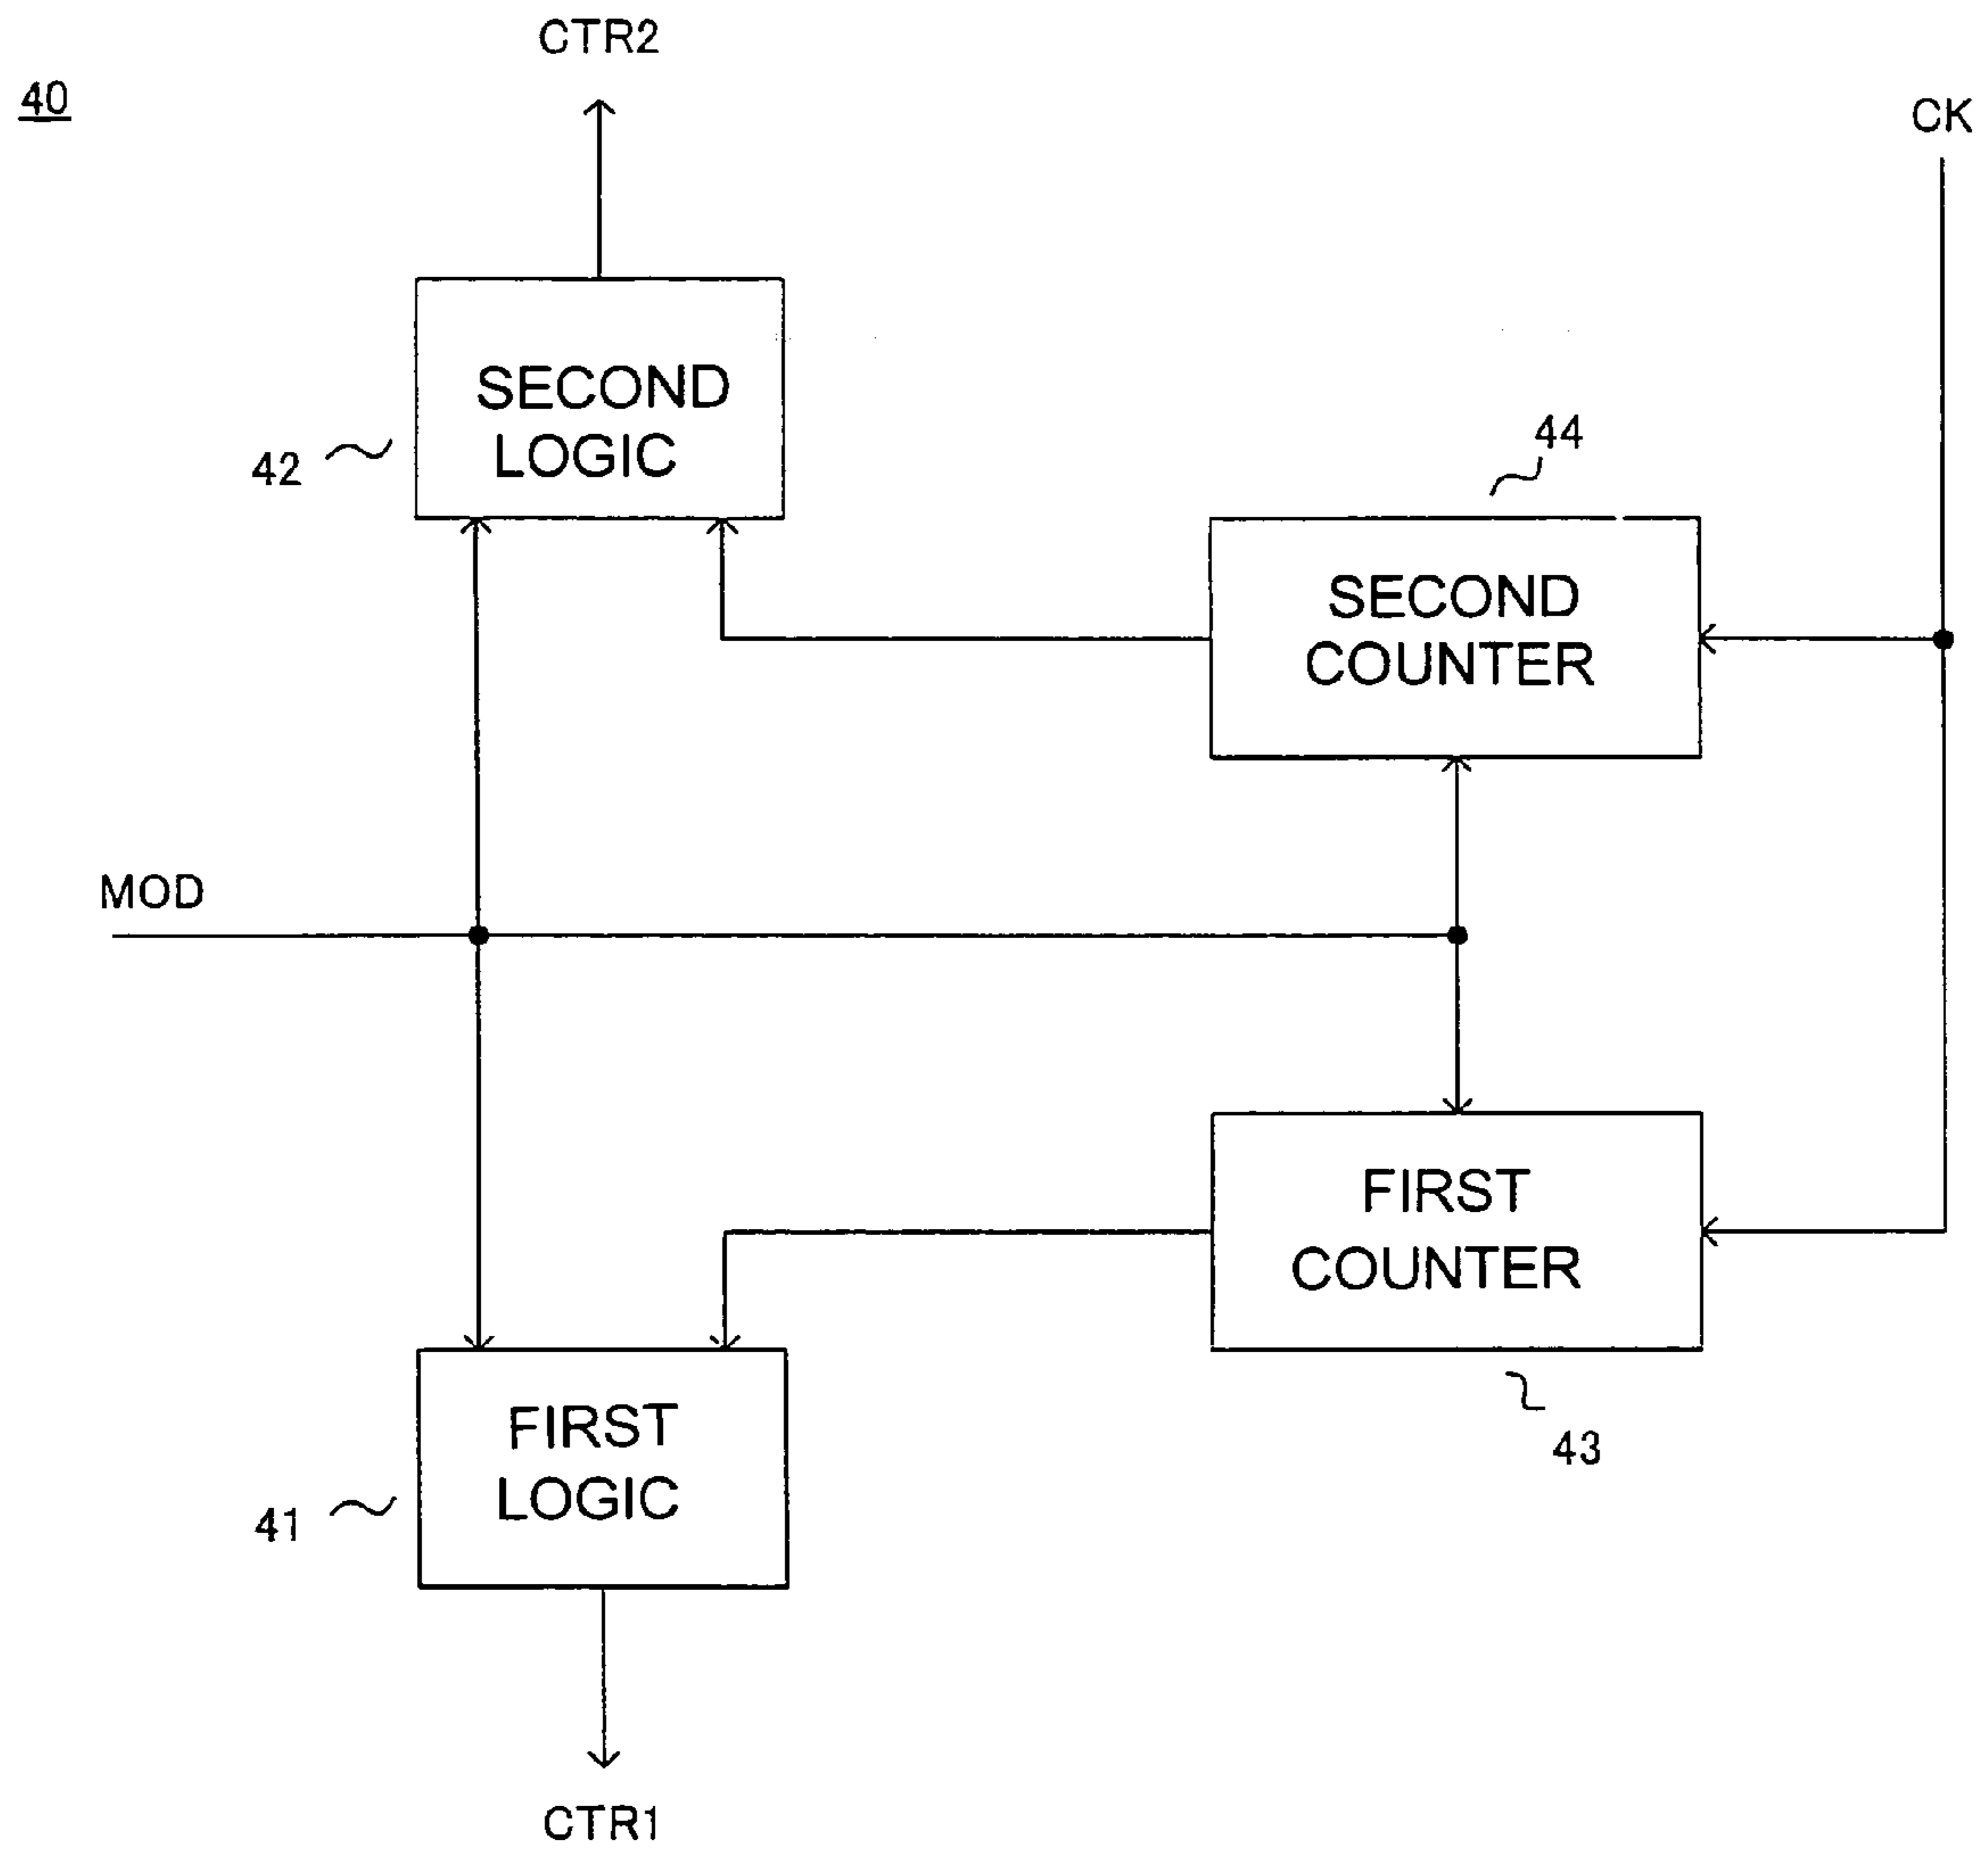 CTR2
40
CK
SECOND
LOGIC
42
44
SECOND
COUNTER
MOD
FIRST
COUNTER
43
FIRST
LOGIC
41
CTR1